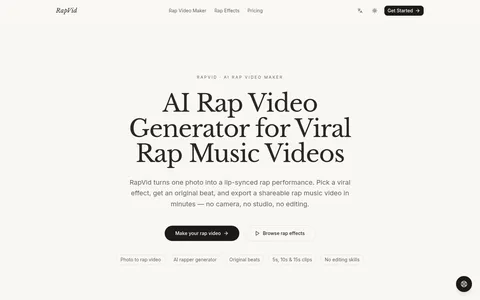 RapVid
Rap Video Maker
Rap Effects
Pricing
Get Started →
RAPVID · AI RAP VIDEO MAKER
AI Rap Video
Generator for Viral
Rap Music Videos
RapVid turns one photo into a lip-synced rap performance. Pick a viral
effect, get an original beat, and export a shareable rap music video in
minutes — no camera, no studio, no editing.
Make your rap video →
Browse rap effects
Photo to rap video
AI rapper generator
Original beats
5s, 10s & 15s clips
No editing skills